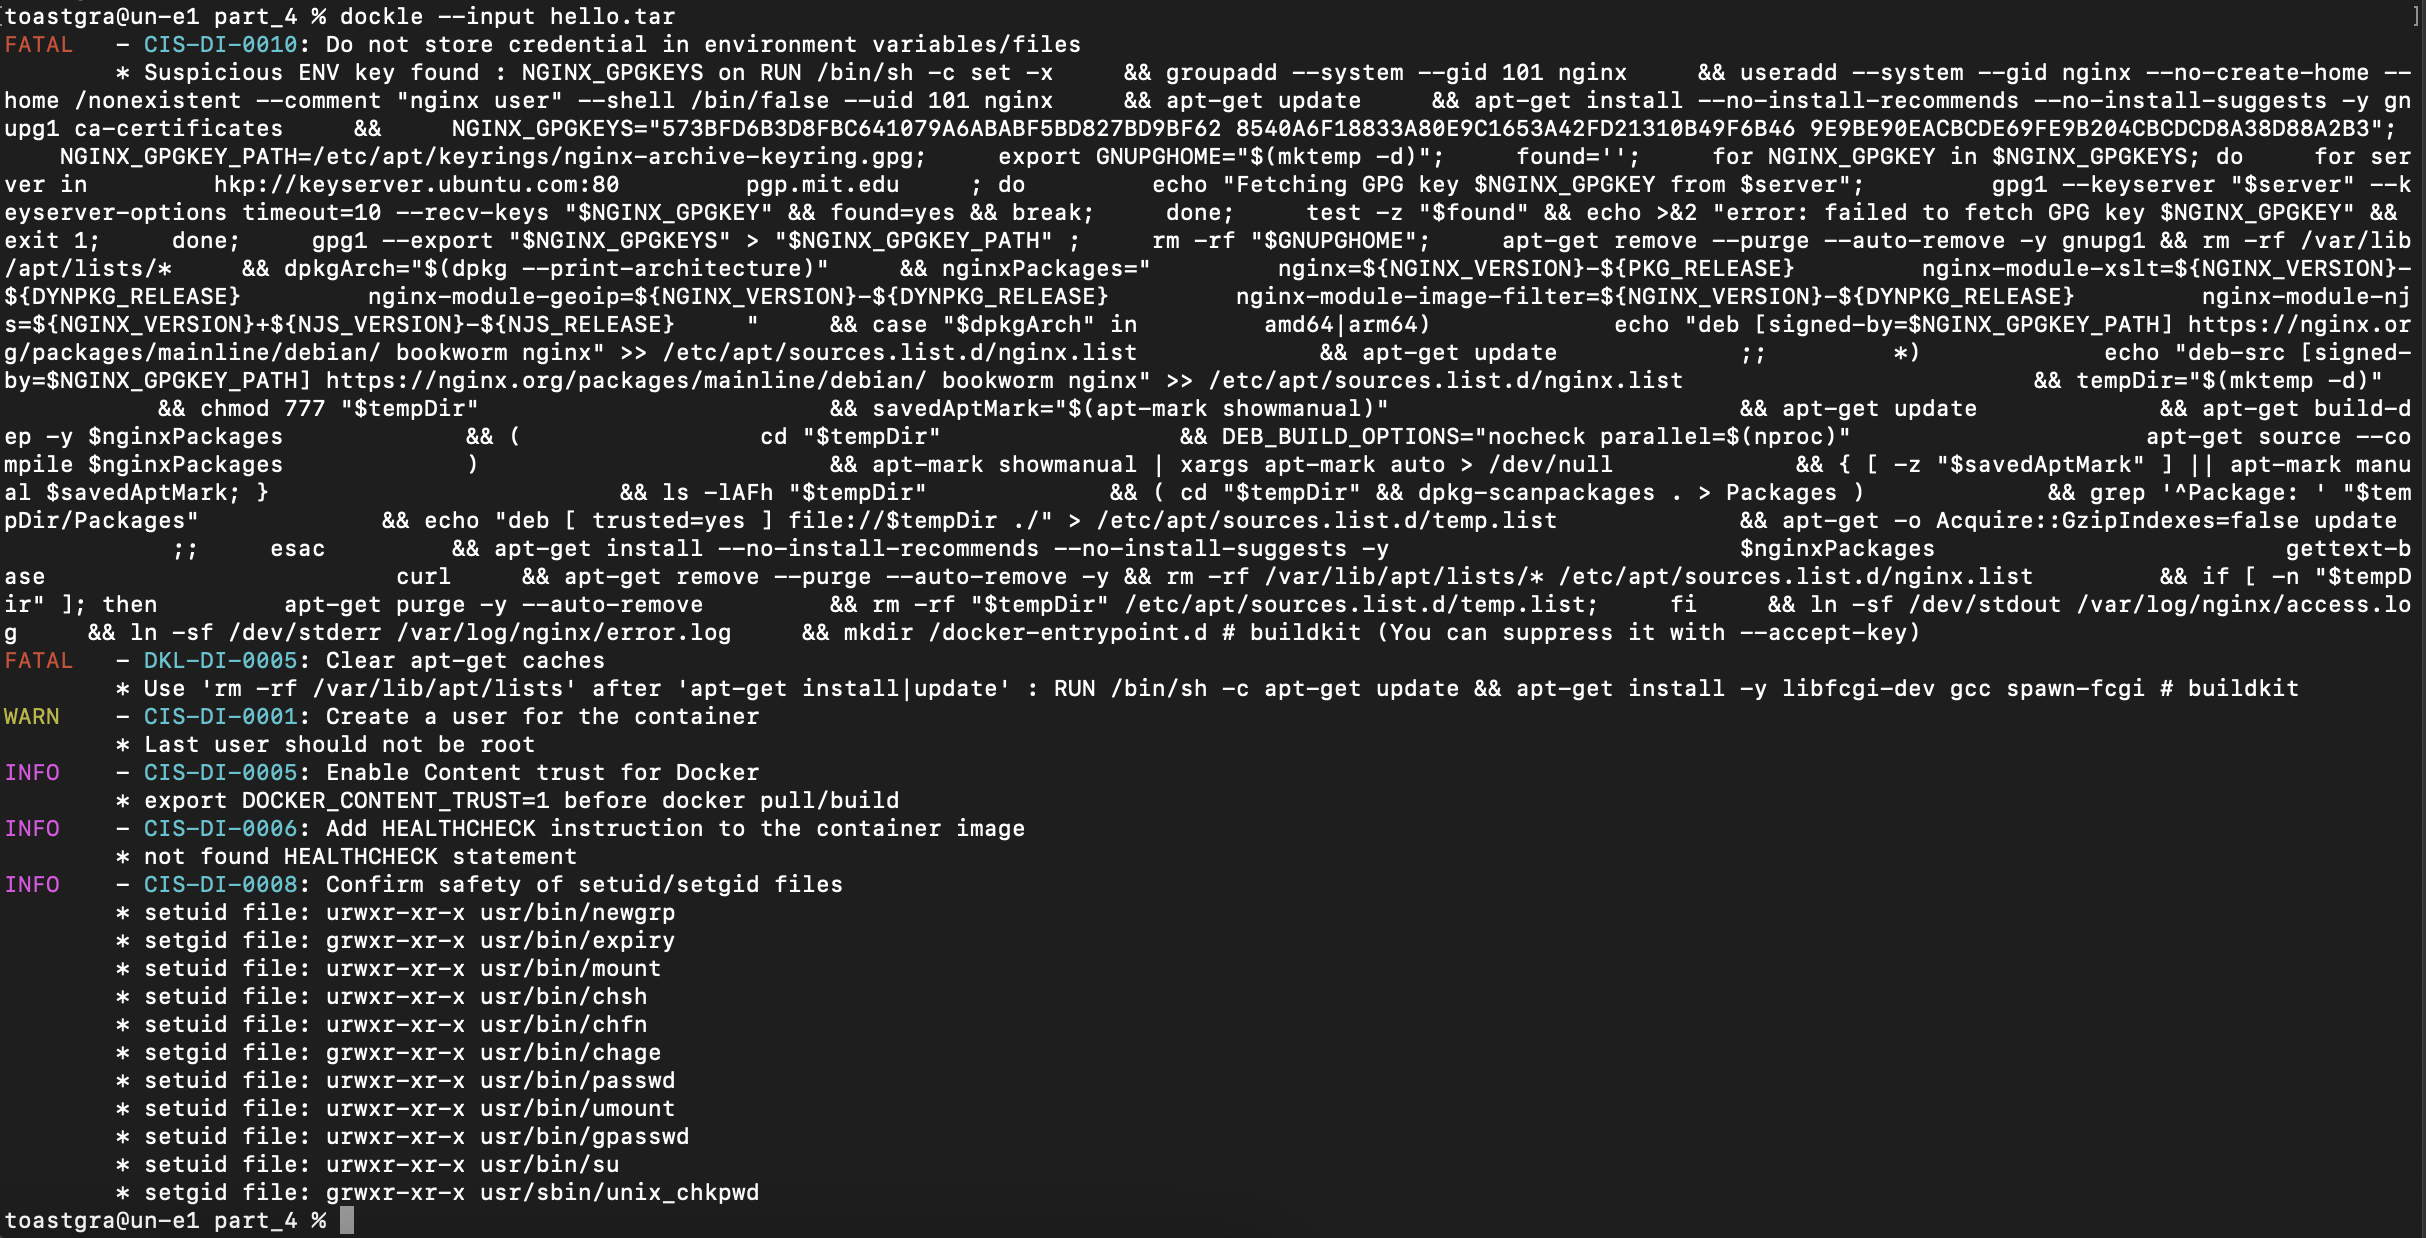 [toastgra@un-e1 part_4 % dockle --input hello.tar ]
FATAL   - CIS-DI-0010: Do not store credential in environment variables/files
        * Suspicious ENV key found : NGINX_GPGKEYS on RUN /bin/sh -c set -x     && groupadd --system --gid 101 nginx     && useradd --system --gid nginx --no-create-home --
home /nonexistent --comment "nginx user" --shell /bin/false --uid 101 nginx     && apt-get update     && apt-get install --no-install-recommends --no-install-suggests -y gn
upg1 ca-certificates     &&     NGINX_GPGKEYS="573BFD6B3D8FBC641079A6ABABF5BD827BD9BF62 8540A6F18833A80E9C1653A42FD21310B49F6B46 9E9BE90EACBCDE69FE9B204CBCDCD8A38D88A2B3";
    NGINX_GPGKEY_PATH=/etc/apt/keyrings/nginx-archive-keyring.gpg;     export GNUPGHOME="$(mktemp -d)";     found='';     for NGINX_GPGKEY in $NGINX_GPGKEYS; do     for ser
ver in         hkp://keyserver.ubuntu.com:80         pgp.mit.edu     ; do         echo "Fetching GPG key $NGINX_GPGKEY from $server";         gpg1 --keyserver "$server" --k
eyserver-options timeout=10 --recv-keys "$NGINX_GPGKEY" && found=yes && break;     done;     test -z "$found" && echo >&2 "error: failed to fetch GPG key $NGINX_GPGKEY" &&
exit 1;     done;     gpg1 --export "$NGINX_GPGKEYS" > "$NGINX_GPGKEY_PATH" ;     rm -rf "$GNUPGHOME";     apt-get remove --purge --auto-remove -y gnupg1 && rm -rf /var/lib
/apt/lists/*     && dpkgArch="$(dpkg --print-architecture)"     && nginxPackages="         nginx=${NGINX_VERSION}-${PKG_RELEASE}         nginx-module-xslt=${NGINX_VERSION}-
${DYNPKG_RELEASE}         nginx-module-geoip=${NGINX_VERSION}-${DYNPKG_RELEASE}         nginx-module-image-filter=${NGINX_VERSION}-${DYNPKG_RELEASE}         nginx-module-nj
s=${NGINX_VERSION}+${NJS_VERSION}-${NJS_RELEASE}     "     && case "$dpkgArch" in         amd64|arm64)             echo "deb [signed-by=$NGINX_GPGKEY_PATH] https://nginx.or
g/packages/mainline/debian/ bookworm nginx" >> /etc/apt/sources.list.d/nginx.list             && apt-get update             ;;         *)             echo "deb-src [signed-
by=$NGINX_GPGKEY_PATH] https://nginx.org/packages/mainline/debian/ bookworm nginx" >> /etc/apt/sources.list.d/nginx.list                         && tempDir="$(mktemp -d)"
           && chmod 777 "$tempDir"                         && savedAptMark="$(apt-mark showmanual)"                         && apt-get update             && apt-get build-d
ep -y $nginxPackages             && (                 cd "$tempDir"                 && DEB_BUILD_OPTIONS="nocheck parallel=$(nproc)"                     apt-get source --co
mpile $nginxPackages             )                         && apt-mark showmanual | xargs apt-mark auto > /dev/null             && { [ -z "$savedAptMark" ] || apt-mark manu
al $savedAptMark; }                         && ls -lAFh "$tempDir"             && ( cd "$tempDir" && dpkg-scanpackages . > Packages )             && grep '^Package: ' "$tem
pDir/Packages"             && echo "deb [ trusted=yes ] file://$tempDir ./" > /etc/apt/sources.list.d/temp.list             && apt-get -o Acquire::GzipIndexes=false update
            ;;     esac         && apt-get install --no-install-recommends --no-install-suggests -y                         $nginxPackages                         gettext-b
ase                         curl     && apt-get remove --purge --auto-remove -y && rm -rf /var/lib/apt/lists/* /etc/apt/sources.list.d/nginx.list         && if [ -n "$tempD
ir" ]; then         apt-get purge -y --auto-remove         && rm -rf "$tempDir" /etc/apt/sources.list.d/temp.list;     fi     && ln -sf /dev/stdout /var/log/nginx/access.lo
g     && ln -sf /dev/stderr /var/log/nginx/error.log     && mkdir /docker-entrypoint.d # buildkit (You can suppress it with --accept-key)
FATAL   - DKL-DI-0005: Clear apt-get caches
        * Use 'rm -rf /var/lib/apt/lists' after 'apt-get install|update' : RUN /bin/sh -c apt-get update && apt-get install -y libfcgi-dev gcc spawn-fcgi # buildkit
WARN    - CIS-DI-0001: Create a user for the container
        * Last user should not be root
INFO    - CIS-DI-0005: Enable Content trust for Docker
        * export DOCKER_CONTENT_TRUST=1 before docker pull/build
INFO    - CIS-DI-0006: Add HEALTHCHECK instruction to the container image
        * not found HEALTHCHECK statement
INFO    - CIS-DI-0008: Confirm safety of setuid/setgid files
        * setuid file: urwxr-xr-x usr/bin/newgrp
        * setgid file: grwxr-xr-x usr/bin/expiry
        * setuid file: urwxr-xr-x usr/bin/mount
        * setuid file: urwxr-xr-x usr/bin/chsh
        * setuid file: urwxr-xr-x usr/bin/chfn
        * setgid file: grwxr-xr-x usr/bin/chage
        * setuid file: urwxr-xr-x usr/bin/passwd
        * setuid file: urwxr-xr-x usr/bin/umount
        * setuid file: urwxr-xr-x usr/bin/gpasswd
        * setuid file: urwxr-xr-x usr/bin/su
        * setgid file: grwxr-xr-x usr/sbin/unix_chkpwd
toastgra@un-e1 part_4 %